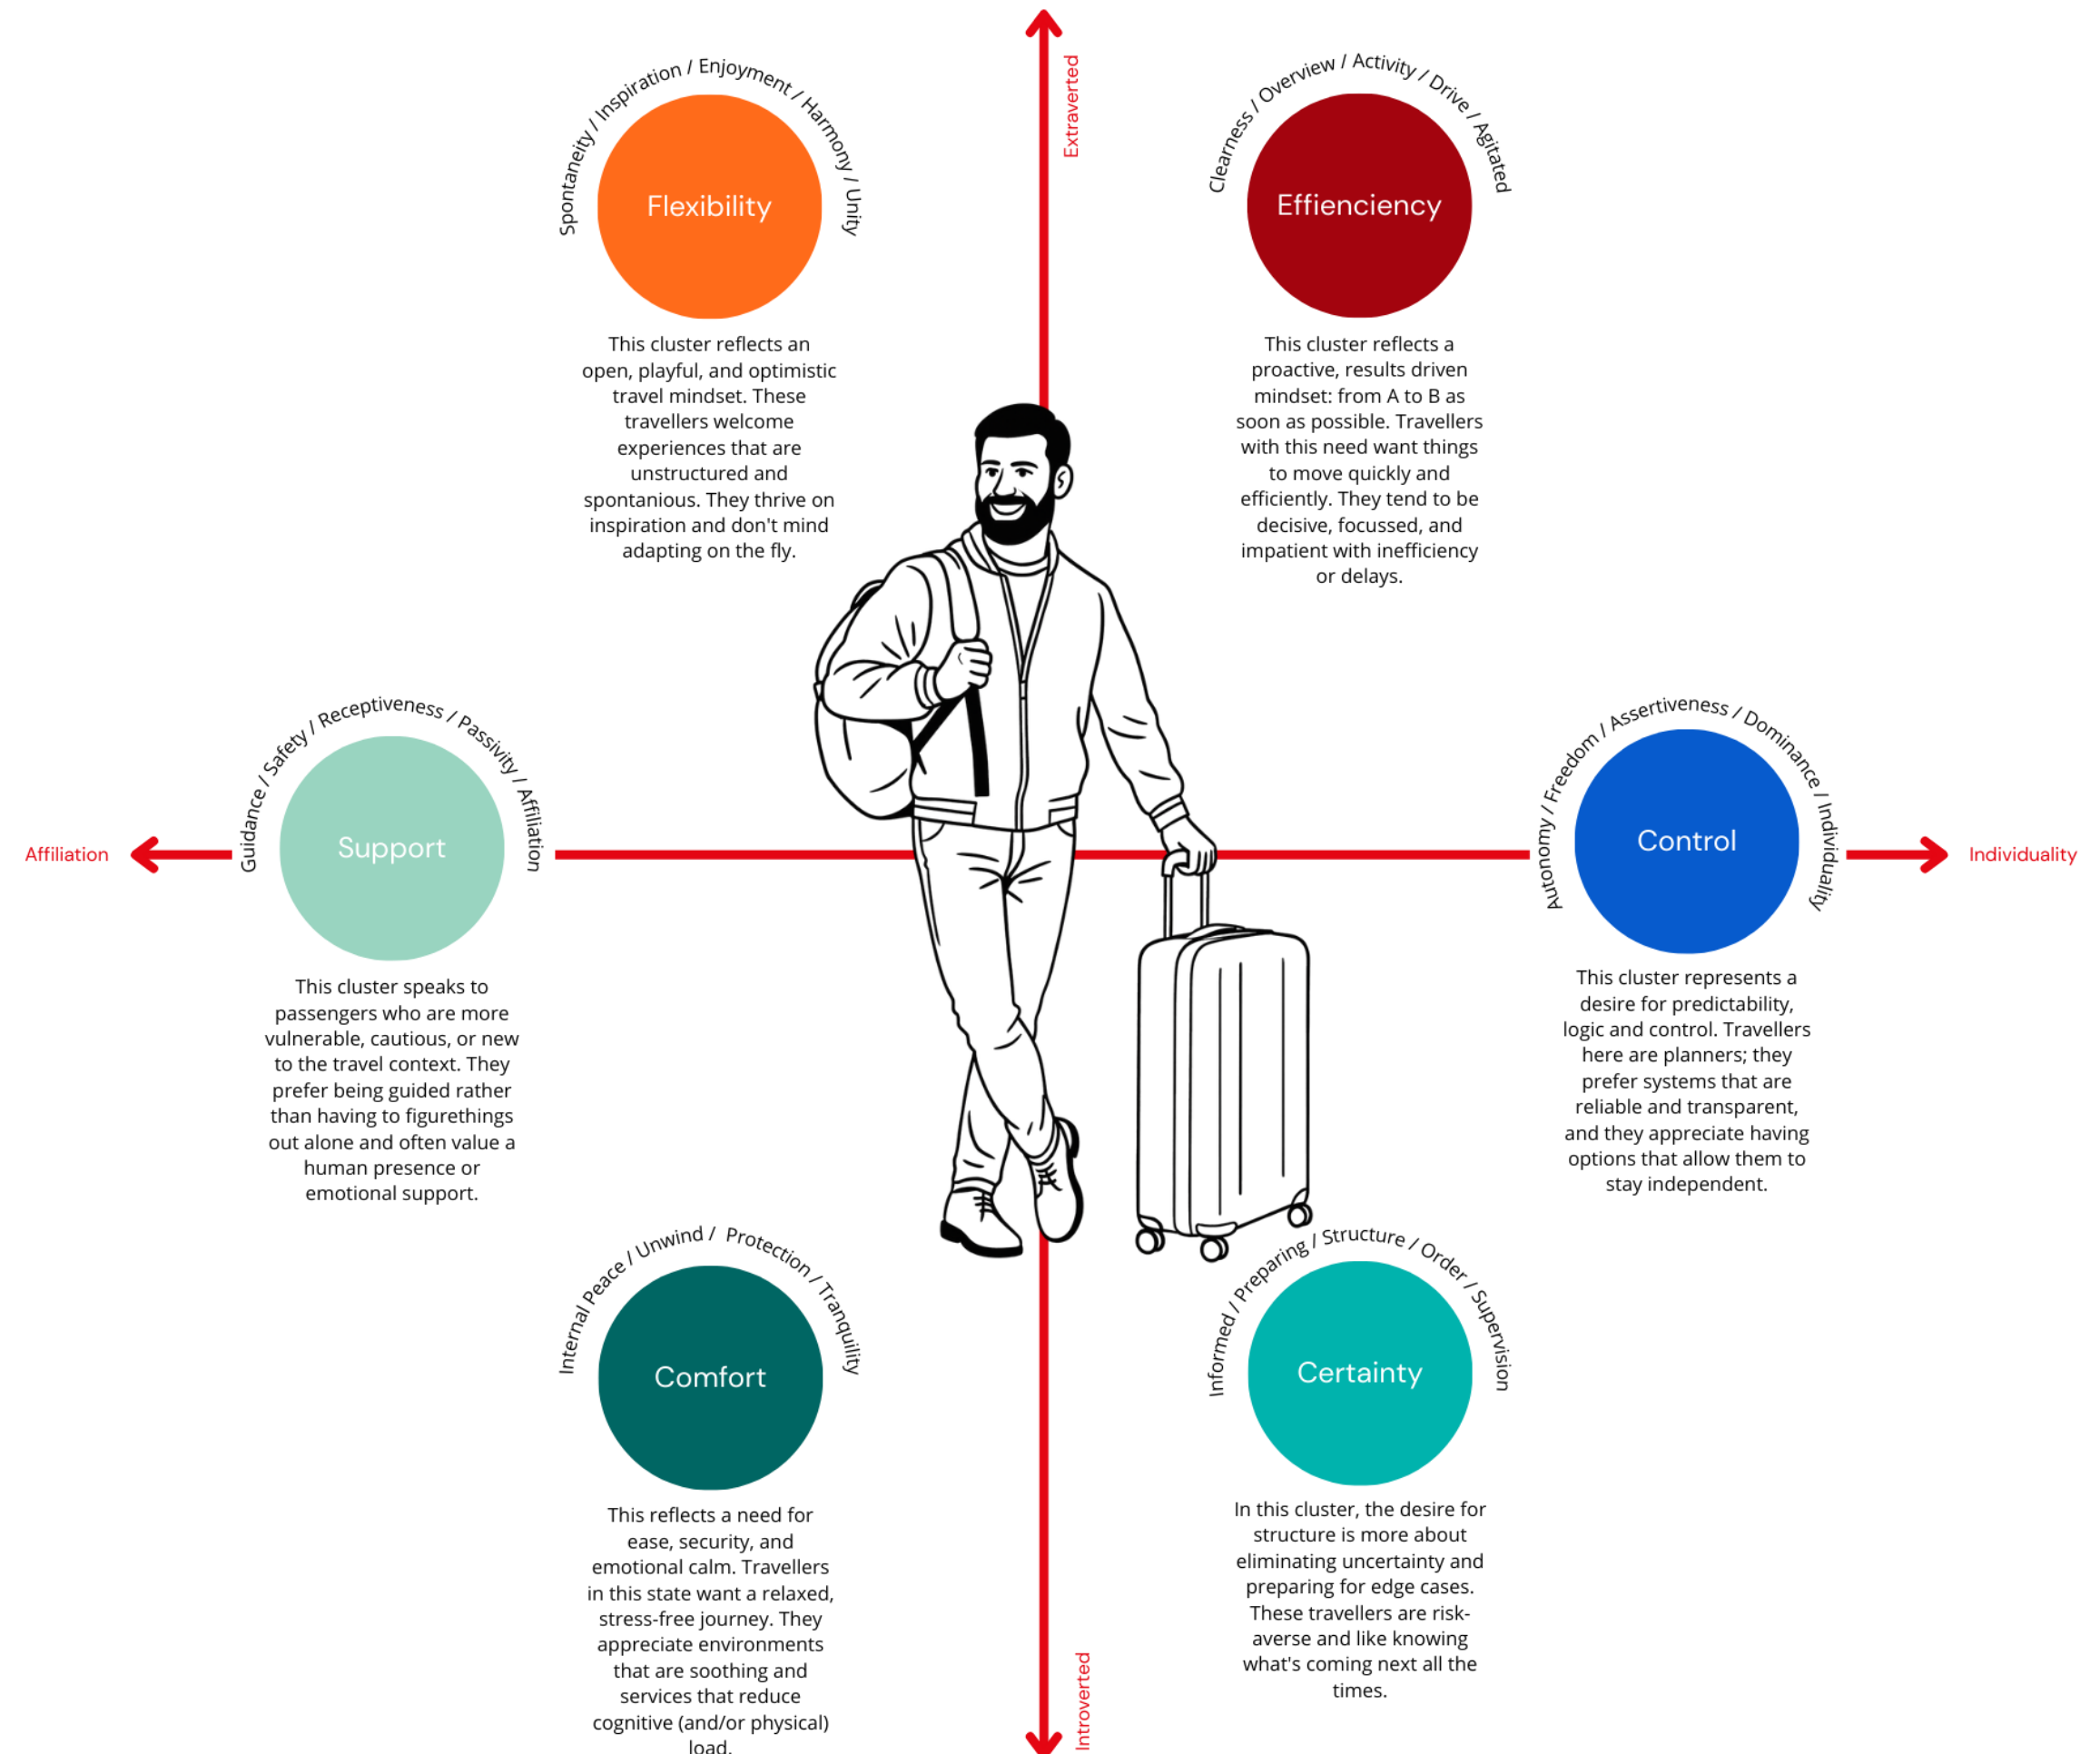 Extraverted
Spontaneity / Inspiration / Enjoyment / Harmony / Unity
Flexibility
This cluster reflects an
open, playful, and optimistic
travel mindset. These
travellers welcome
experiences that are
unstructured and
spontanious. They thrive on
inspiration and don't mind
adapting on the fly.
Clearness / Overview / Activity / Drive / Agitated
Effienciency
This cluster reflects a
proactive, results driven
mindset: from A to B as
soon as possible. Travellers
with this need want things
to move quickly and
efficiently. They tend to be
decisive, focussed, and
impatient with inefficiency
or delays.
Affiliation
Guidance / Safety / Receptiveness / Passivity / Affiliation
Support
This cluster speaks to
passengers who are more
vulnerable, cautious, or new
to the travel context. They
prefer being guided rather
than having to figurethings
out alone and often value a
human presence or
emotional support.
Autonomy / Freedom / Assertiveness / Dominance / Individuality
Control
Individuality
This cluster represents a
desire for predictability,
logic and control. Travellers
here are planners; they
prefer systems that are
reliable and transparent,
and they appreciate having
options that allow them to
stay independent.
Internal Peace / Unwind / Protection / Tranquility
Comfort
This reflects a need for
ease, security, and
emotional calm. Travellers
in this state want a relaxed,
stress-free journey. They
appreciate environments
that are soothing and
services that reduce
cognitive (and/or physical)
load.
Informed / Preparing / Structure / Order / Supervision
Certainty
In this cluster, the desire for
structure is more about
eliminating uncertainty and
preparing for edge cases.
These travellers are risk-
averse and like knowing
what's coming next all the
times.
Introverted